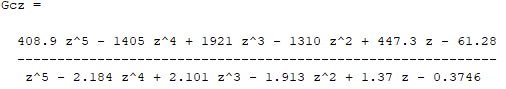 Gcz =
408.9 z^5 - 1405 z^4 + 1921 z^3 - 1310 z^2 + 447.3 z - 61.28
------------------------------------------------------------
z^5 - 2.184 z^4 + 2.101 z^3 - 1.913 z^2 + 1.37 z - 0.3746